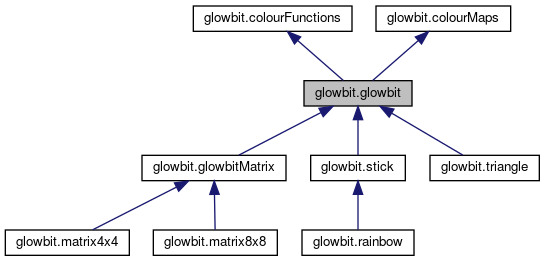 glowbit.colourFunctions
glowbit.colourMaps
glowbit.glowbit
glowbit.glowbitMatrix
glowbit.stick
glowbit.triangle
glowbit.matrix4x4
glowbit.matrix8x8
glowbit.rainbow